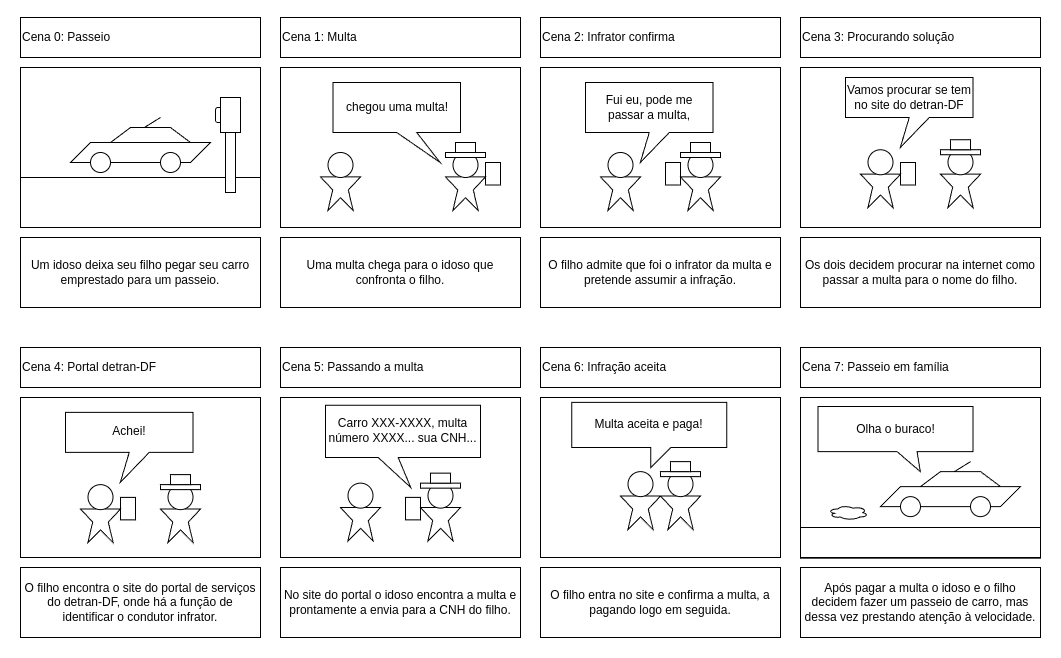 Cena 0: Passeio
Cena 1: Multa
Cena 2: Infrator confirma
Cena 3: Procurando solução
chegou uma multa!
Fui eu, pode me
passar a multa,
Vamos procurar se tem
no site do detran-DF
Um idoso deixa seu filho pegar seu carro
emprestado para um passeio.
Uma multa chega para o idoso que
confronta o filho.
O filho admite que foi o infrator da multa e
pretende assumir a infração.
Os dois decidem procurar na internet como
passar a multa para o nome do filho.
Cena 4: Portal detran-DF
Cena 5: Passando a multa
Cena 6: Infração aceita
Cena 7: Passeio em família
Achei!
Carro XXX-XXXX, multa
número XXXX... sua CNH...
Multa aceita e paga!
Olha o buraco!
O filho encontra o site do portal de serviços
do detran-DF, onde há a função de
identificar o condutor infrator.
No site do portal o idoso encontra a multa e
prontamente a envia para a CNH do filho.
O filho entra no site e confirma a multa, a
pagando logo em seguida.
Após pagar a multa o idoso e o filho
decidem fazer um passeio de carro, mas
dessa vez prestando atenção à velocidade.